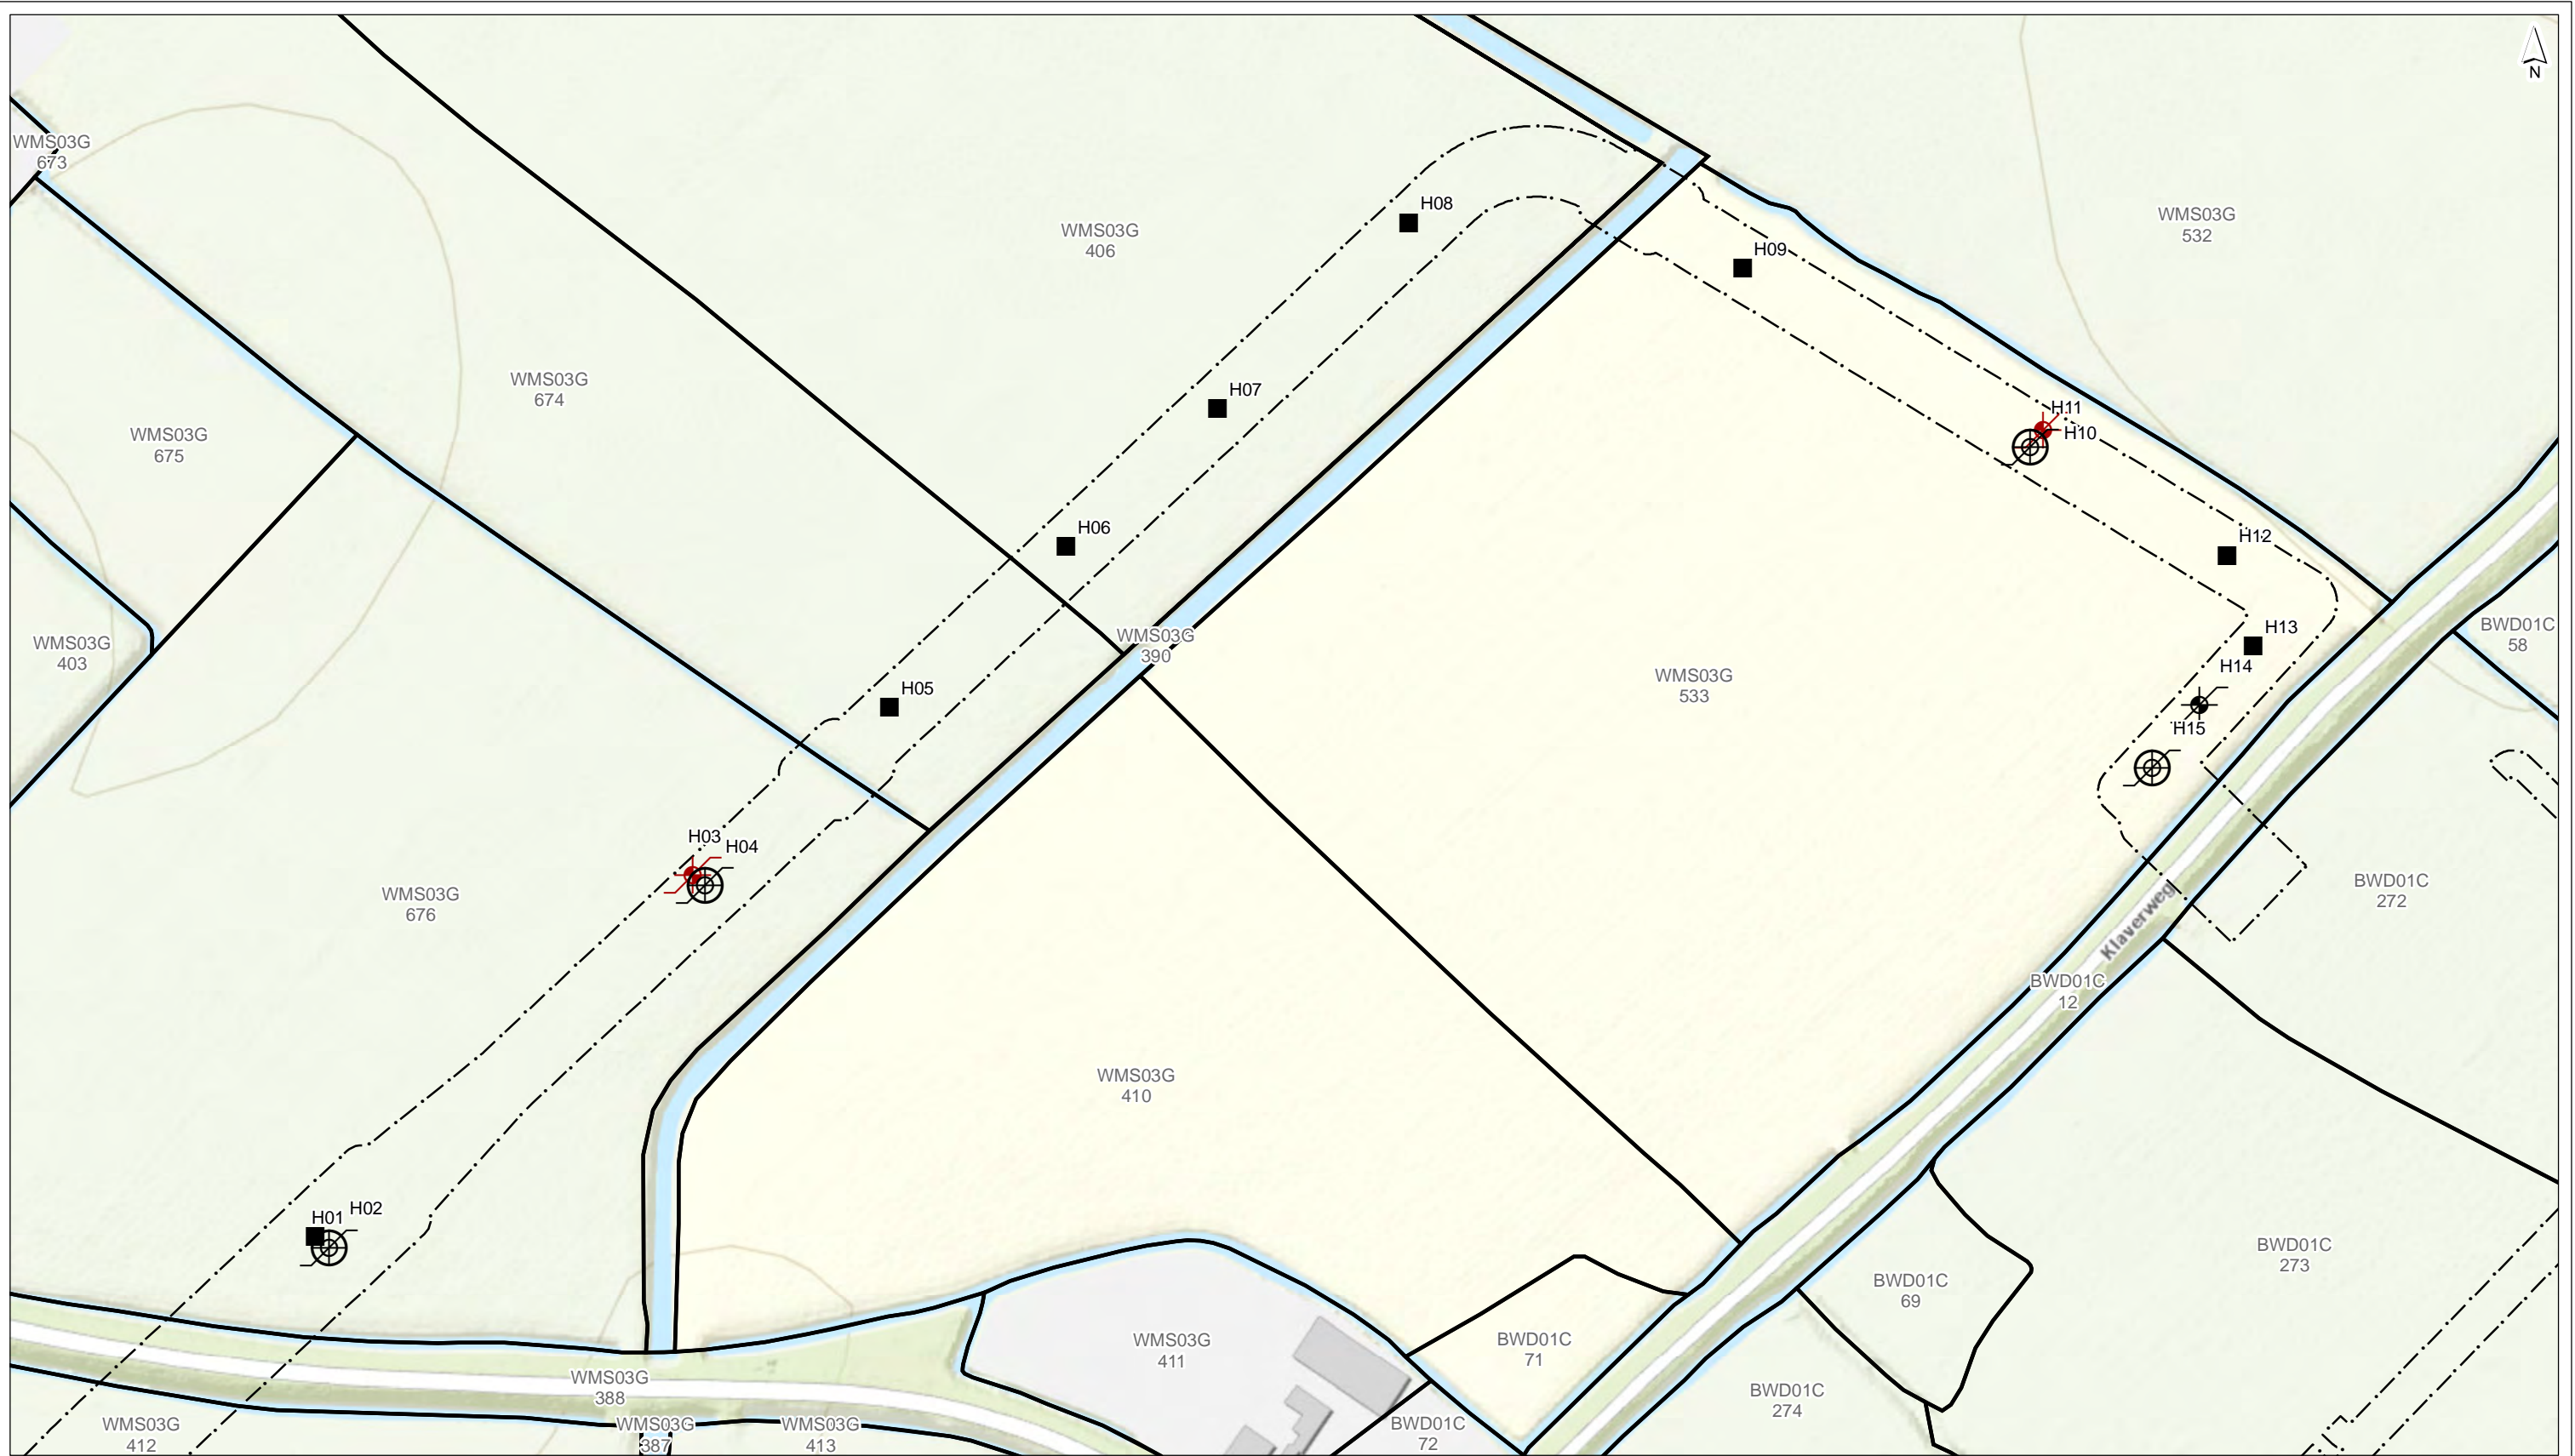 N
WMS03G
673
H08
WMS03G
532
WMS03G
406
H09
WMS03G
674
H07
H11
H10
WMS03G
675
H06
H12
H13
WMS03G
403
WMS03G
390
BWD01C
58
H14
WMS03G
533
H05
H15
H03
H04
WMS03G
676
BWD01C
272
Klaverweg
BWD01C
12
WMS03G
410
H01
H02
BWD01C
273
BWD01C
69
WMS03G
411
BWD01C
71
WMS03G
388
BWD01C
274
WMS03G
412
WMS03G
387
WMS03G
413
BWD01C
72